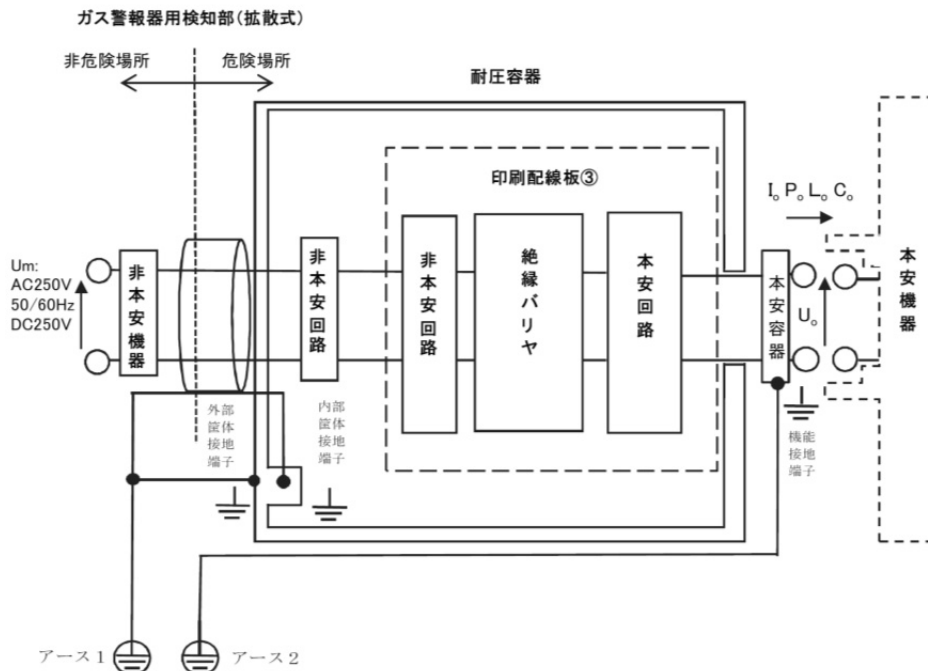 ガス警報器用検知部(拡散式)
非危険場所
危険場所
耐圧容器
印刷配線板③
Io Po Lo Co
Um:
AC250V
50/60Hz
DC250V
非本安機器
非本安回路
非本安回路
絶縁バリヤ
本安回路
本安容器
Uo
本安機器
外部
筐体
接地
端子
内部
筐体
接地
端子
機能
接地
端子
アース1
アース2